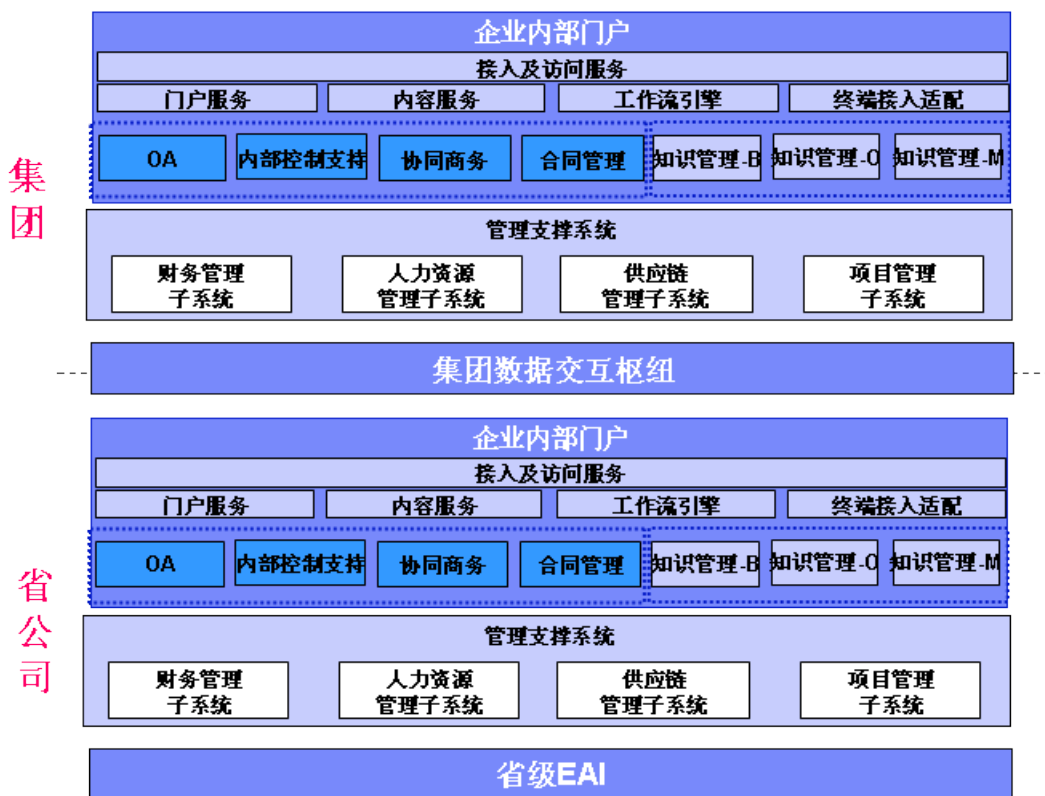 企业内部门户
接入及访问服务
门户服务 内容服务 工作流引擎 终端接入适配
OA 内部控制支持 协同商务 合同管理 知识管理-B 知识管理-O 知识管理-M
集团
管理支撑系统
财务管理 人力资源 供应链 项目管理
子系统 管理子系统 管理子系统 子系统
集团数据交互枢纽
企业内部门户
接入及访问服务
门户服务 内容服务 工作流引擎 终端接入适配
OA 内部控制支持 协同商务 合同管理 知识管理-B 知识管理-O 知识管理-M
省公司
管理支撑系统
财务管理 人力资源 供应链 项目管理
子系统 管理子系统 管理子系统 子系统
省级EAI